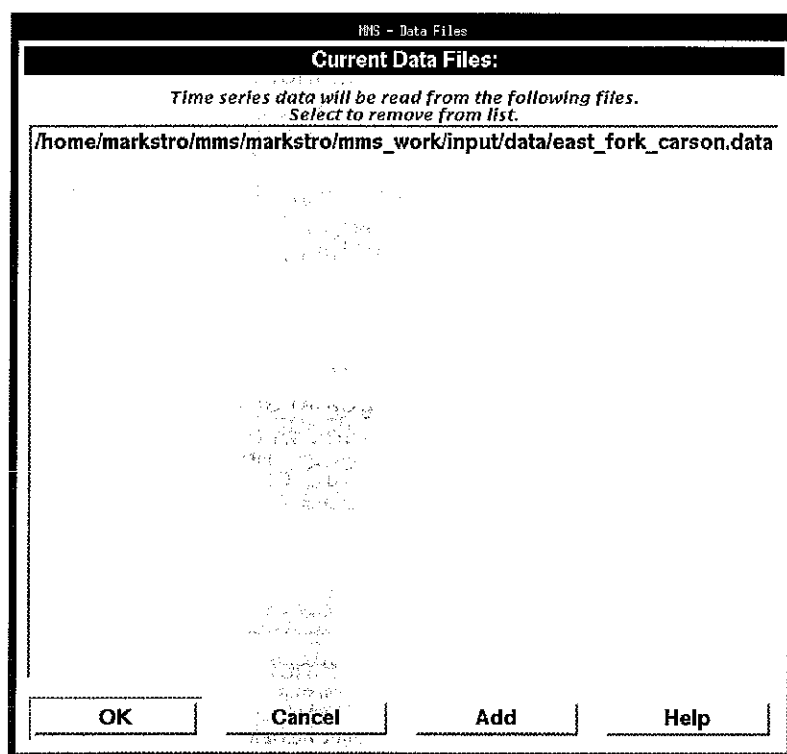 MMS - Data Files
Current Data Files:
Time series data will be read from the following files.
Select to remove from list.
/home/markstro/mms/markstro/mms_work/input/data/east_fork_carson.data
OK Cancel Add Help